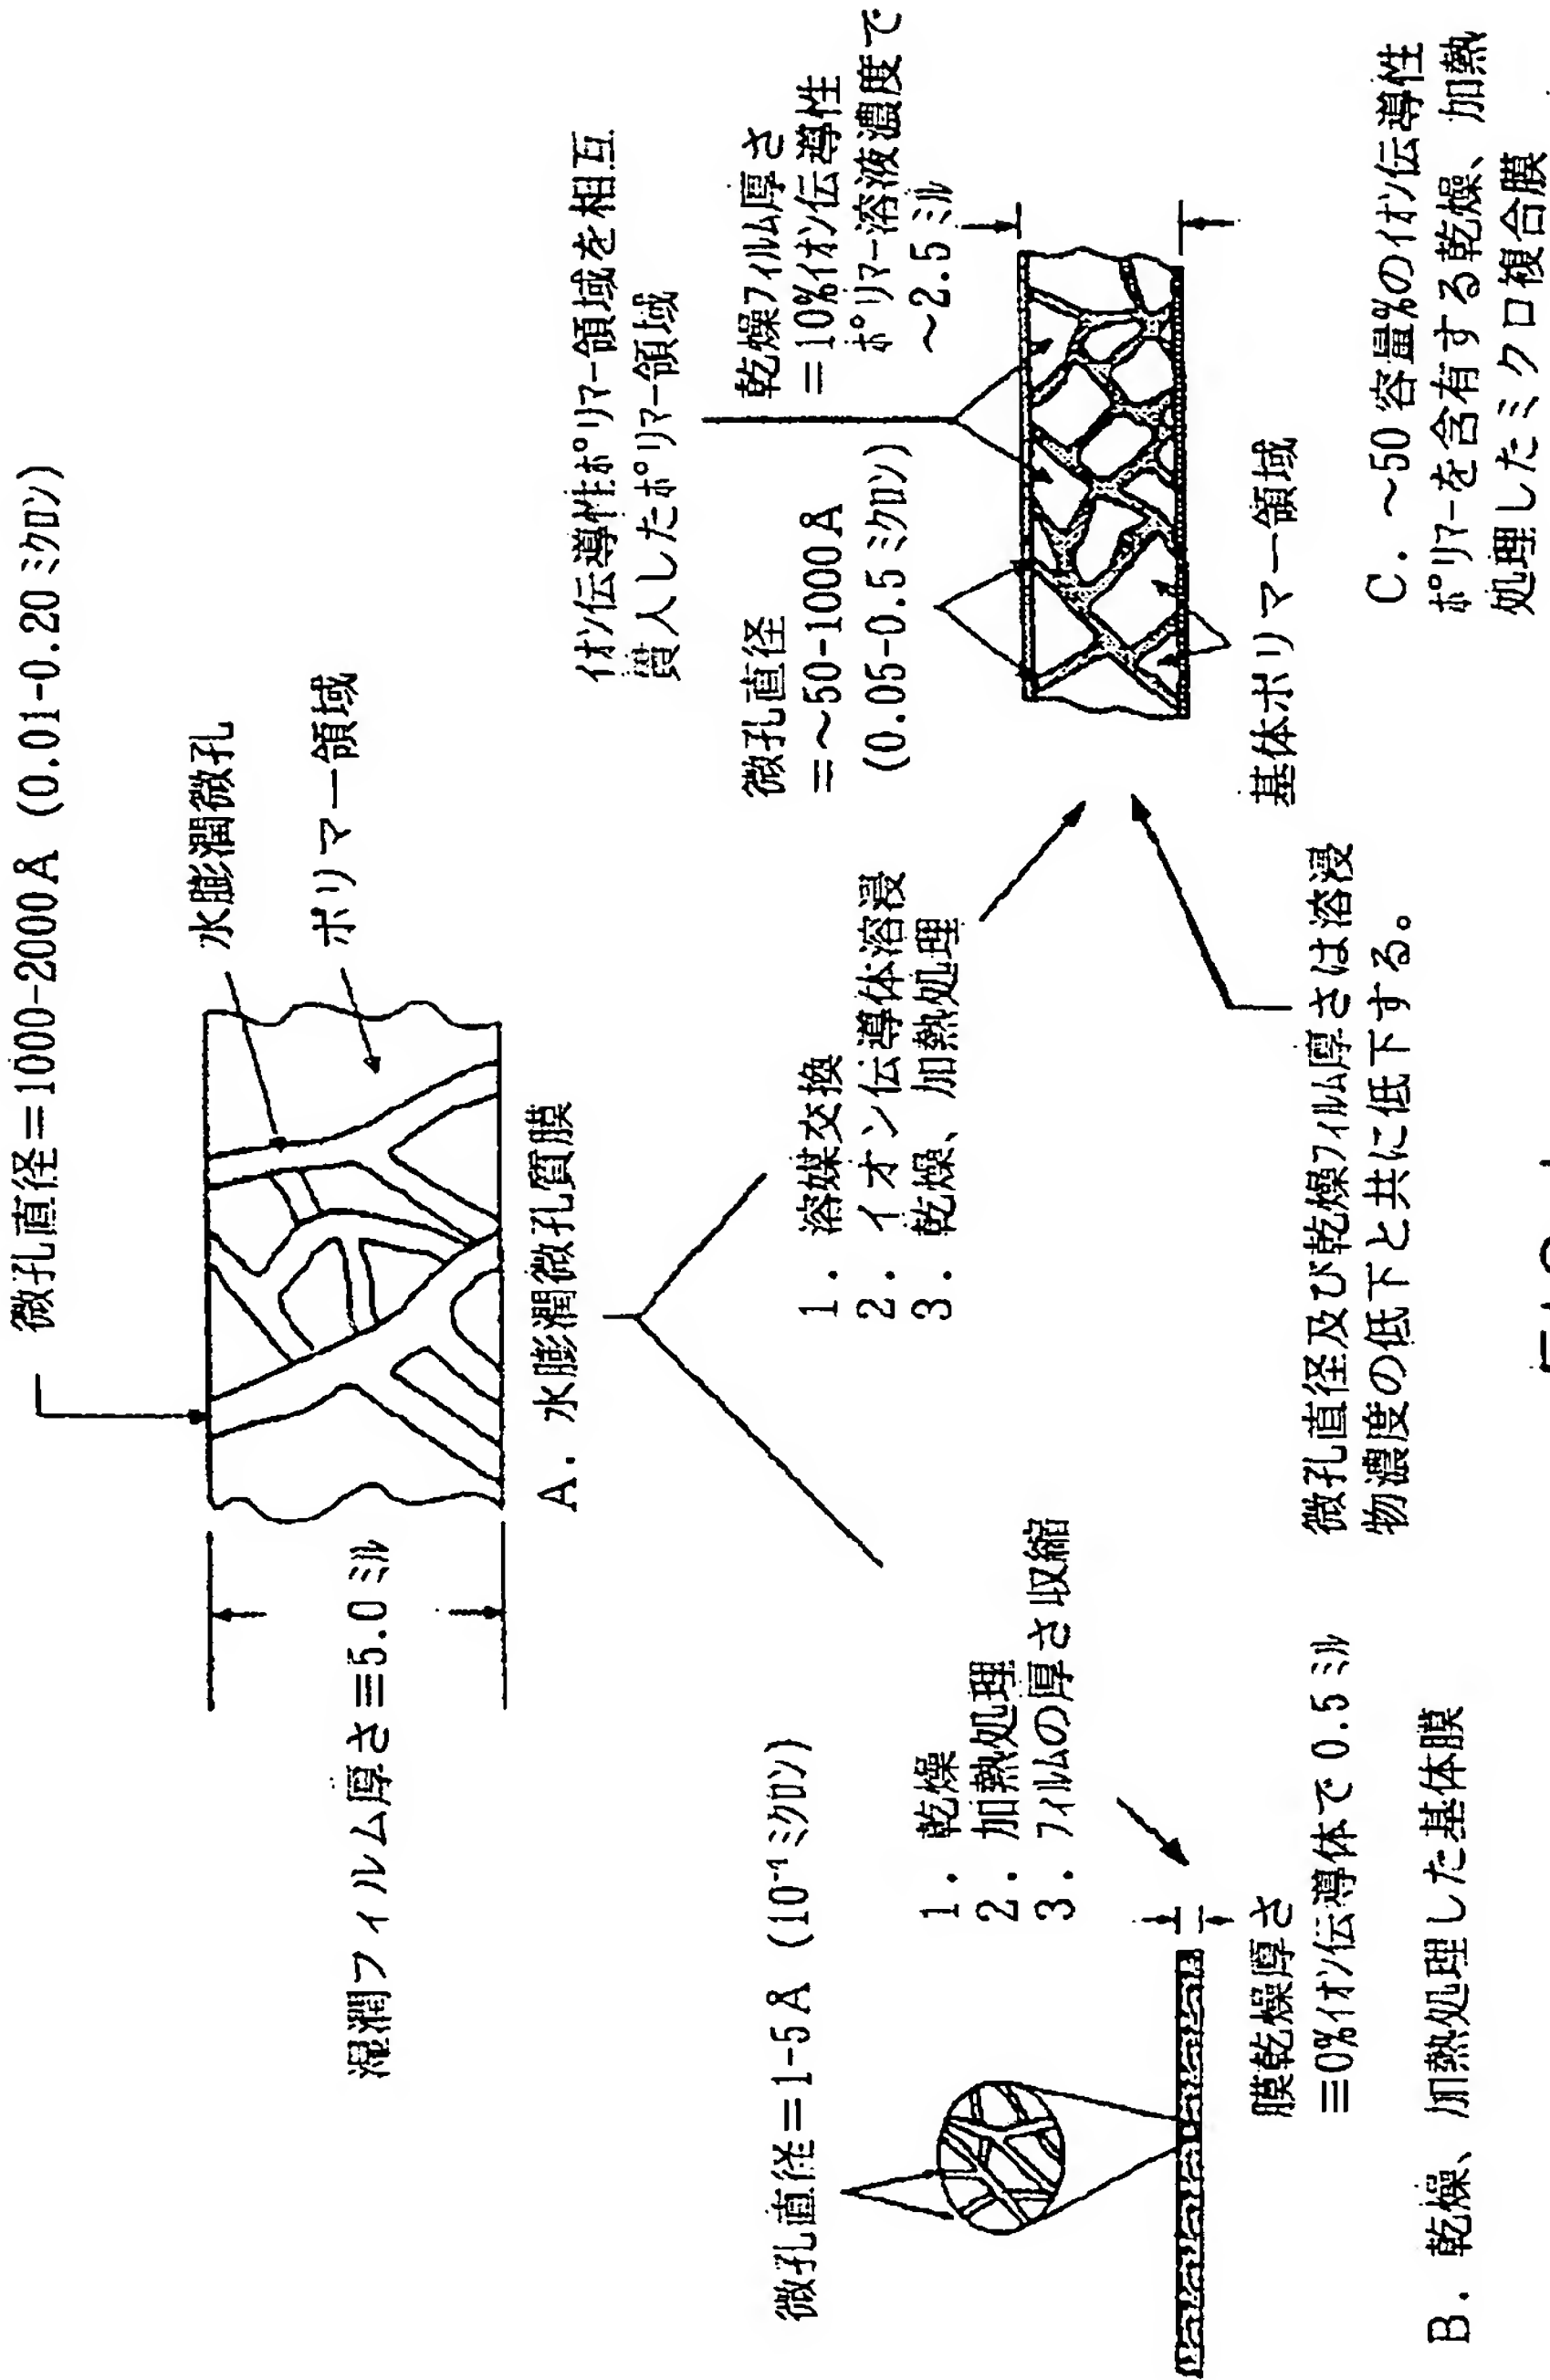 微孔直径=1000-2000Å (0.01-0.20ミクロン)
水膨潤微孔
ポリマー領域
湿潤フィルム厚さ≡5.0ミル
A. 水膨潤微孔質膜
1. 溶媒交換
2. イオン伝導体溶浸
3. 乾燥、加熱処理
1. 乾燥
2. 加熱処理
3. フィルムの厚さ収縮
微孔直径=1-5Å (10⁻¹ミクロン)
膜乾燥厚さ
≡0%イオン伝導体で0.5ミル
B. 乾燥、加熱処理した基体膜
イオン伝導性ポリマー領域を相互
貫入したポリマー領域
乾燥フィルム厚さ
=10%イオン伝導性
ポリマー溶液濃度で
~2.5ミル
微孔直径
=~50-1000Å
(0.05-0.5ミクロン)
基体ポリマー領域
微孔直径及び乾燥フィルム厚さは溶浸
物濃度の低下と共に低下する。
C. ~50容量%のイオン伝導性
ポリマーを含有する乾燥、加熱
処理したミクロ複合膜